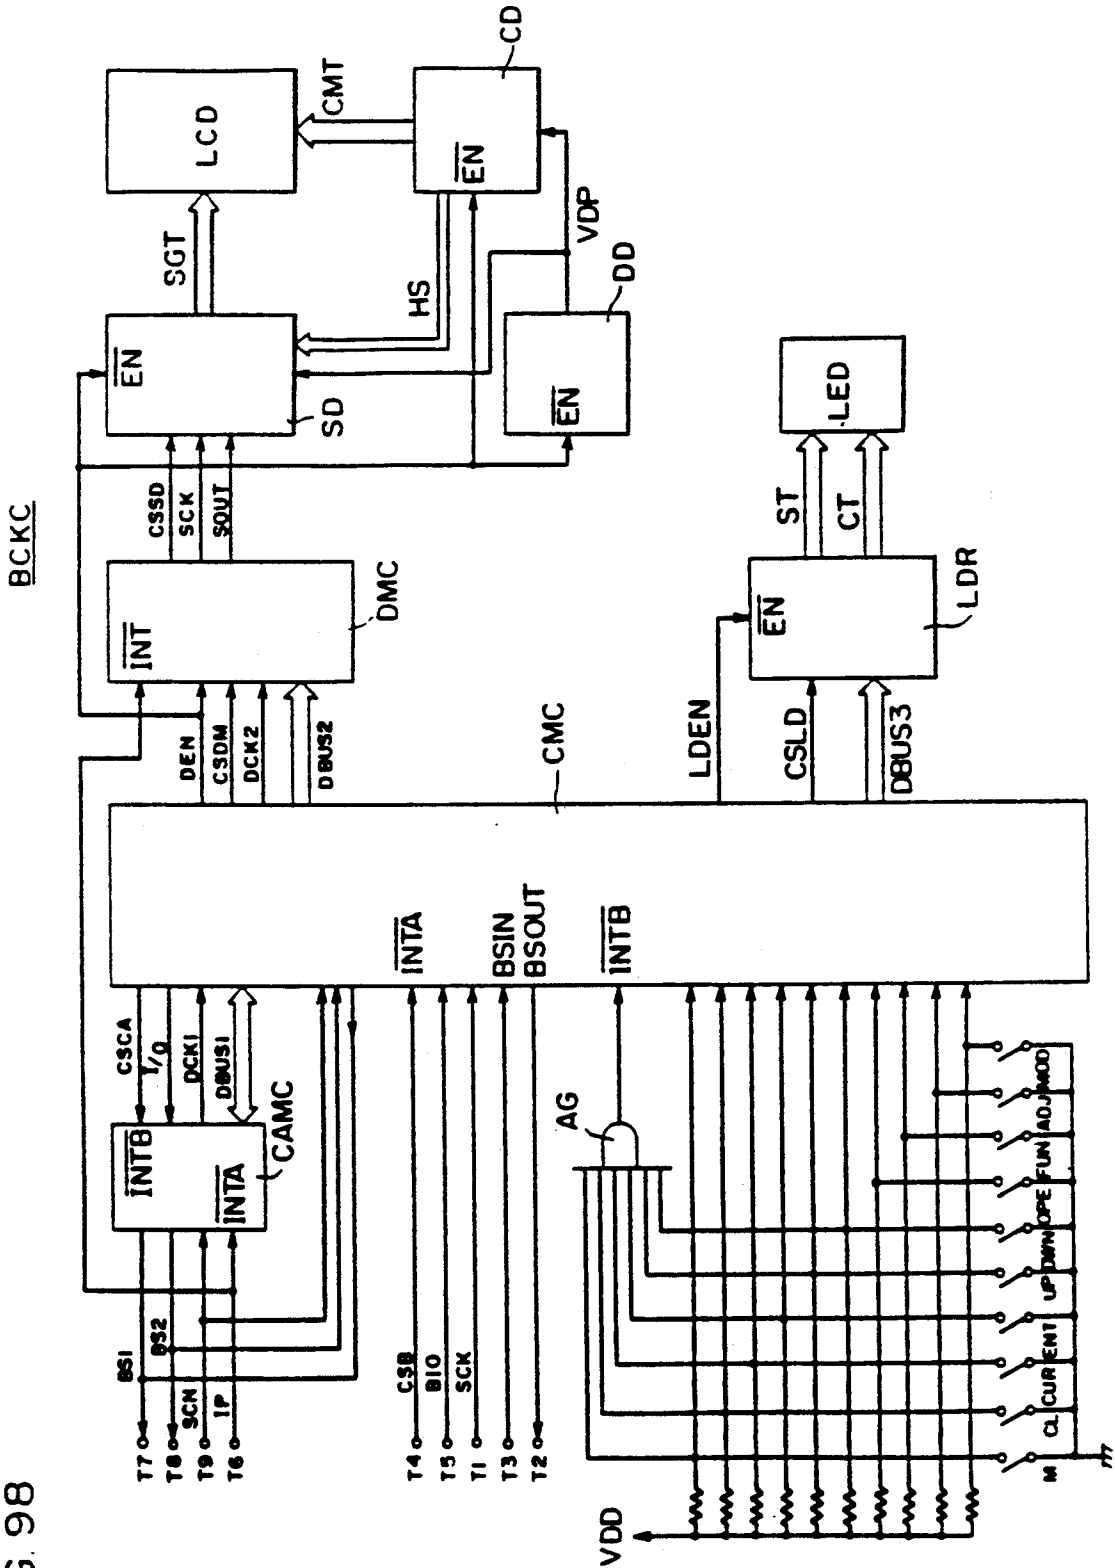 G. 98
BCKC
T7
T8
T9
T6
BS1
BS2
SCN
IP
INTB
INTA
CAMC
CSCA
I/O
DCK1
DBUS1
T4
T5
T1
T3
T2
CSB
BIO
SCK
INTA
BSIN
BSOUT
INTB
CMC
AG
VDD
M
CL
CUR
ENT
UP
DWN
OPE
FUN
ADJ
MOD
DEN
CSDM
DCK2
DBUS2
INT
DMC
CSSD
SCK
SOUT
EN
SD
SGT
LCD
CMT
HS
EN
CD
VDP
EN
DD
LDEN
CSLD
DBUS3
EN
LDR
ST
CT
LED